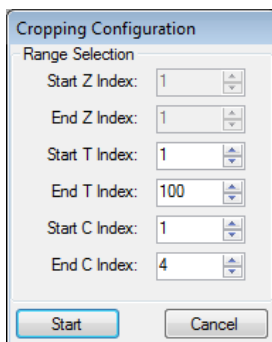 Cropping Configuration
Range Selection
Start Z Index: 1
End Z Index: 1
Start T Index: 1
End T Index: 100
Start C Index: 1
End C Index: 4
Start Cancel